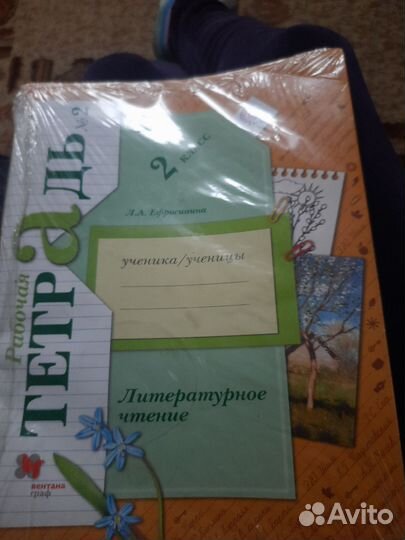 Рабочая
ТЕТРаДЬ №2
2 класс
Л.А. Ефросинина
ученика/ученицы
Литературное
чтение
вентана
граф
Avito